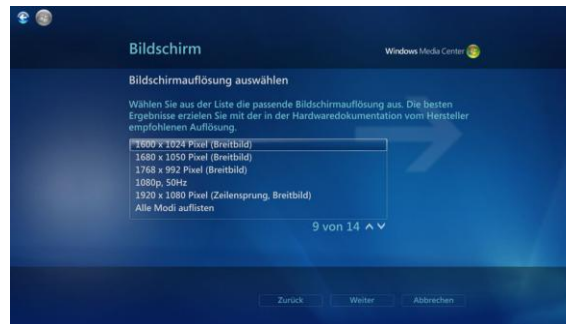 Bildschirm
Windows Media Center
Bildschirmauflösung auswählen
Wählen Sie aus der Liste die passende Bildschirmauflösung aus. Die besten
Ergebnisse erzielen Sie mit der in der Hardwaredokumentation vom Hersteller
empfohlenen Auflösung.
1600 x 1024 Pixel (Breitbild)
1680 x 1050 Pixel (Breitbild)
1768 x 992 Pixel (Breitbild)
1080p, 50Hz
1920 x 1080 Pixel (Zeilensprung, Breitbild)
Alle Modi auflisten
9 von 14
Zurück
Weiter
Abbrechen